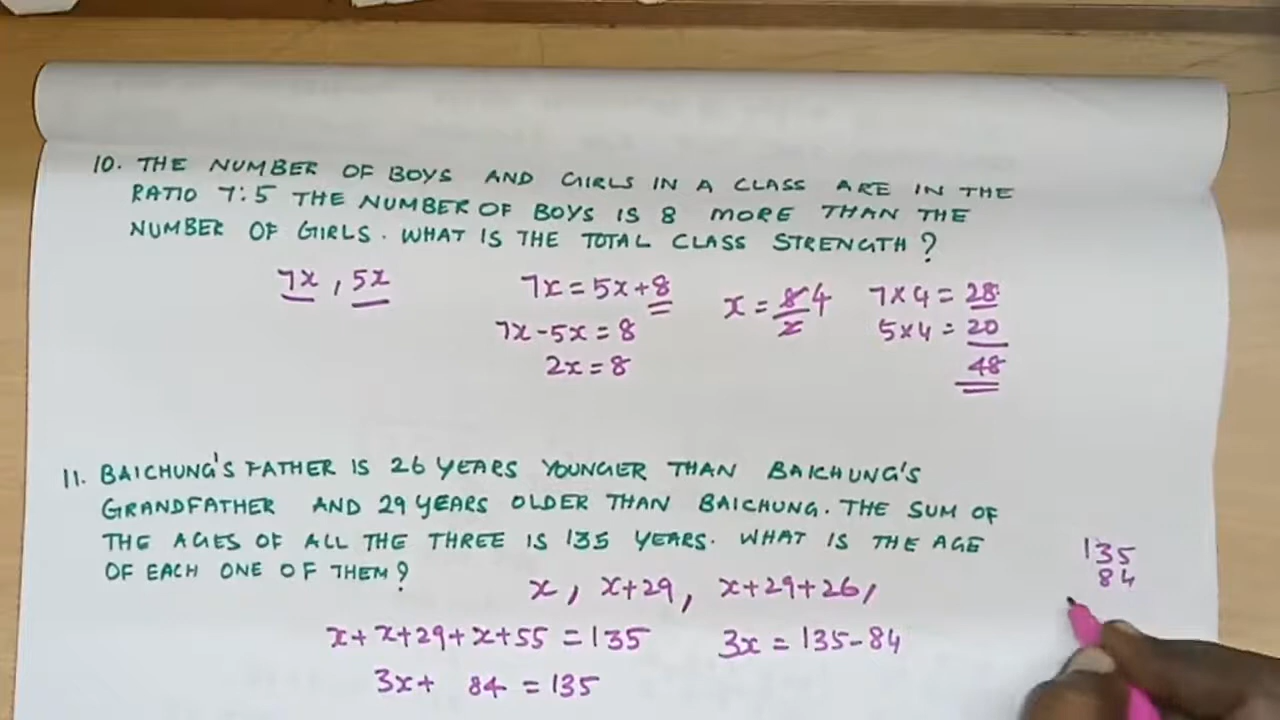 10. THE NUMBER OF BOYS AND GIRLS IN A CLASS ARE IN THE
RATIO 7:5 THE NUMBER OF BOYS IS 8 MORE THAN THE
NUMBER OF GIRLS. WHAT IS THE TOTAL CLASS STRENGTH?
7x, 5x
7x = 5x+8
7x-5x = 8
2x = 8
x = 8/2 4
7x4 = 28
5x4 = 20
48
11. BAICHUNG'S FATHER IS 26 YEARS YOUNGER THAN BAICHUNG'S
GRANDFATHER AND 29 YEARS OLDER THAN BAICHUNG. THE SUM OF
THE AGES OF ALL THE THREE IS 135 YEARS. WHAT IS THE AGE
OF EACH ONE OF THEM?
x, x+29, x+29+26,
x+x+29+x+55 = 135
3x+ 84 = 135
3x = 135-84
135
84